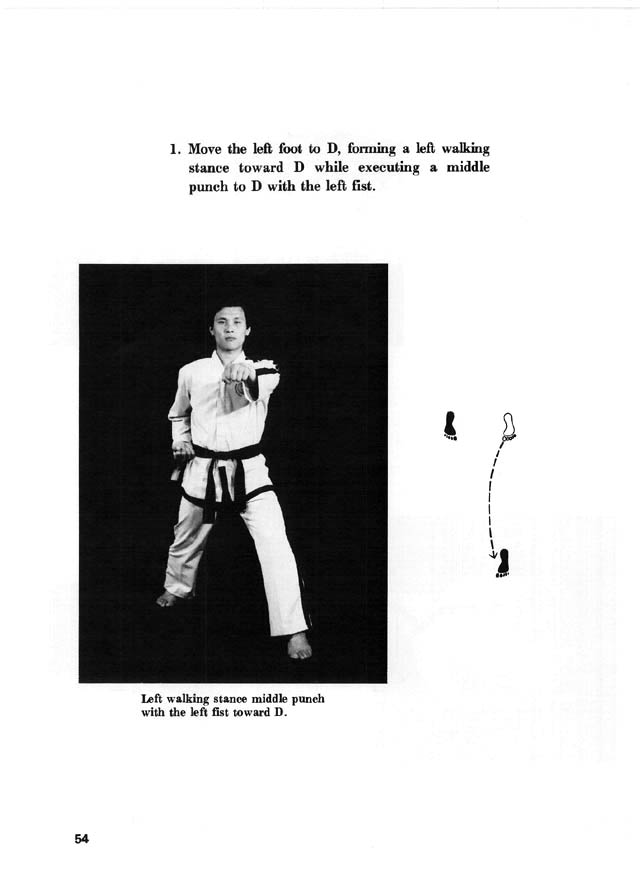 1. Move the left foot to D, forming a left walking
stance toward D while executing a middle
punch to D with the left fist.
Left walking stance middle punch
with the left fist toward D.
54